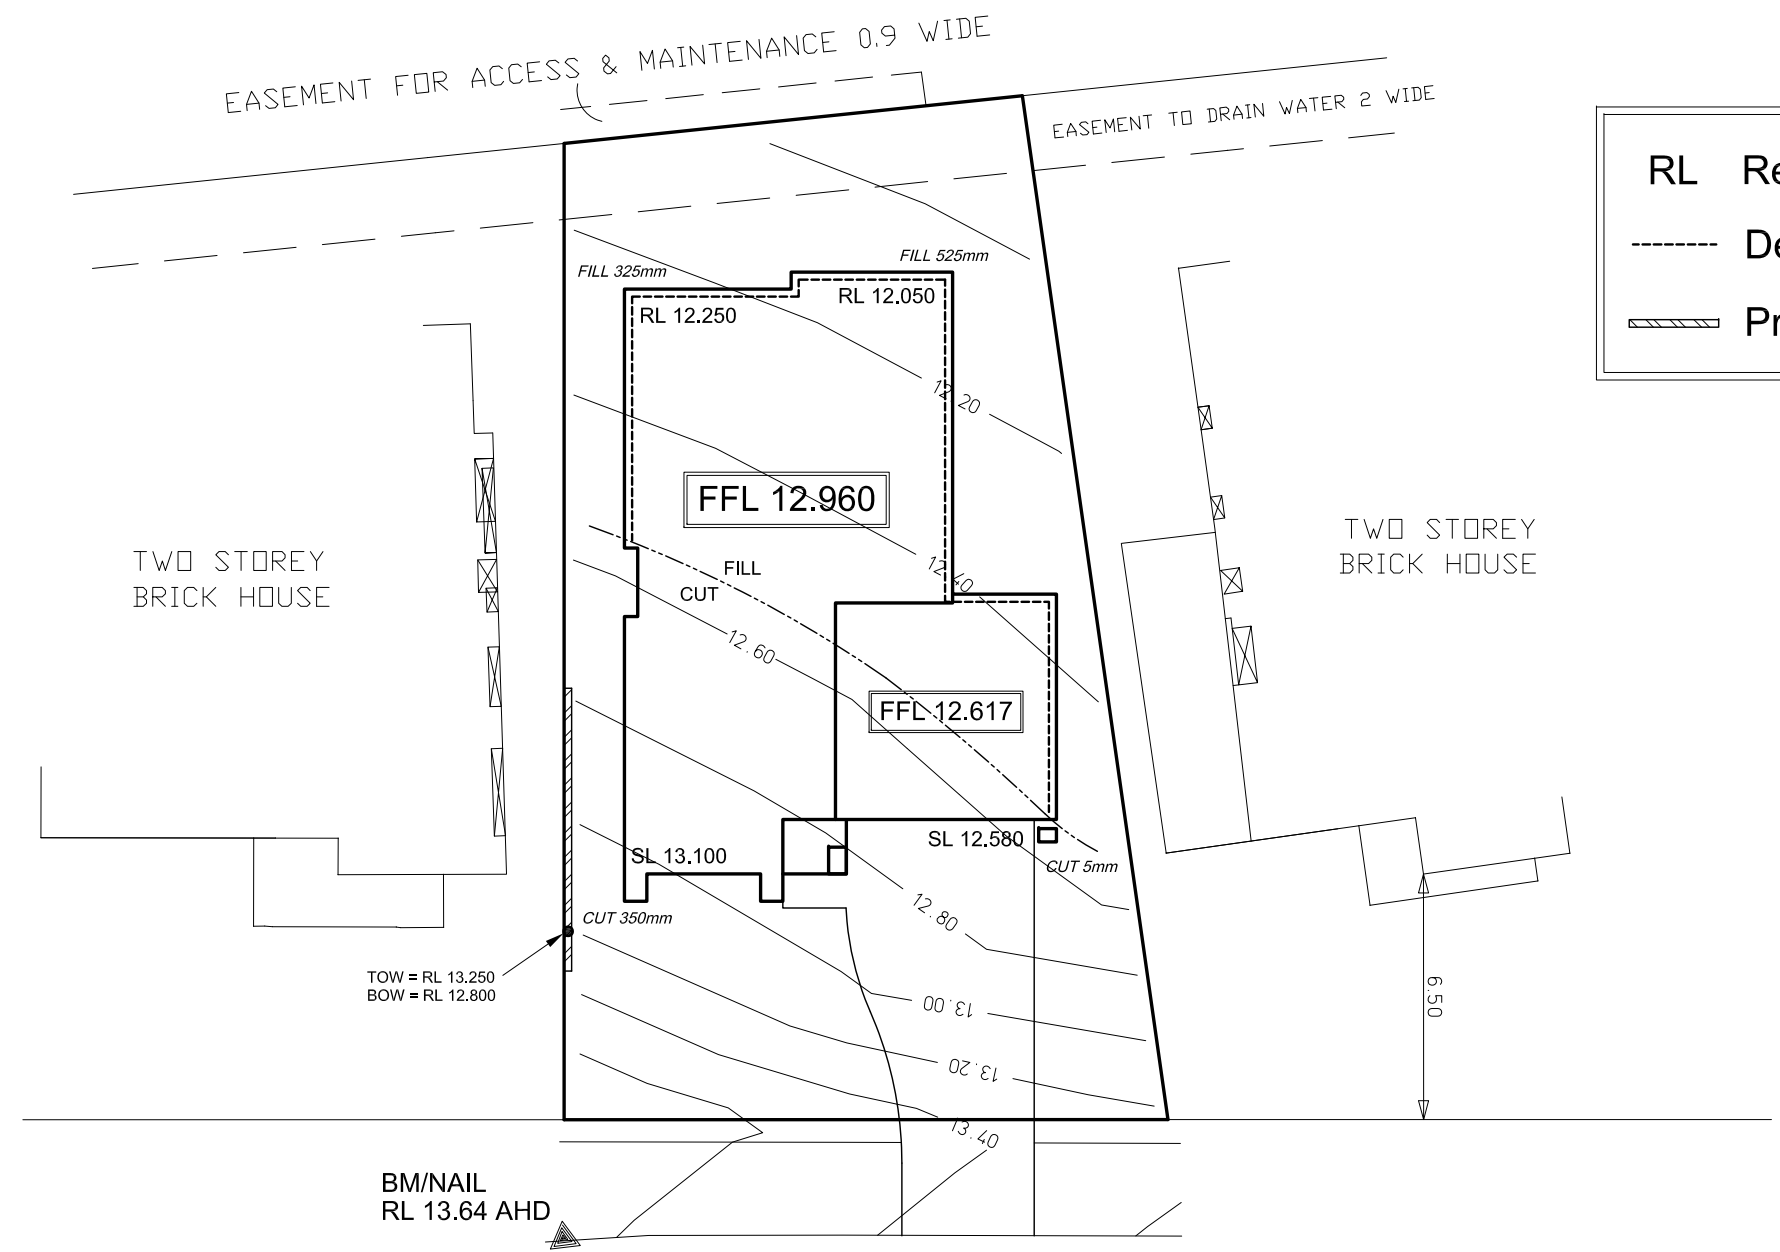 EASEMENT FOR ACCESS & MAINTENANCE 0.9 WIDE
EASEMENT TO DRAIN WATER 2 WIDE
RL Re
De
Pr
FILL 325mm
FILL 525mm
RL 12.250
RL 12.050
12.20
FFL 12.960
TWO STOREY
BRICK HOUSE
TWO STOREY
BRICK HOUSE
FILL
CUT
12.40
12.60
FFL 12.617
SL 13.100
SL 12.580
CUT 5mm
CUT 350mm
12.80
TOW = RL 13.250
BOW = RL 12.800
13.00
6.50
13.20
13.40
BM/NAIL
RL 13.64 AHD